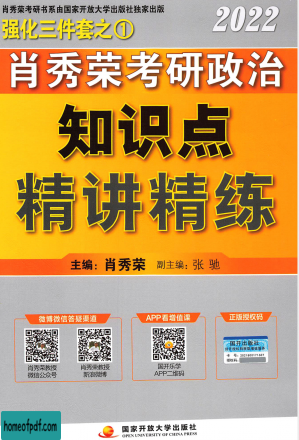 肖秀荣考研书系由国家开放大学出版社独家出版
强化三件套之①
2022
肖秀荣考研政治
知识点
精讲精练
主编：肖秀荣 副主编：张驰
微博微信答疑渠道
APP看增值课
正版授权码
肖秀荣教授
微信公众号
肖秀荣教授
新浪微博
国开乐学
APP二维码
国家开放大学出版社
homeofpdf.com